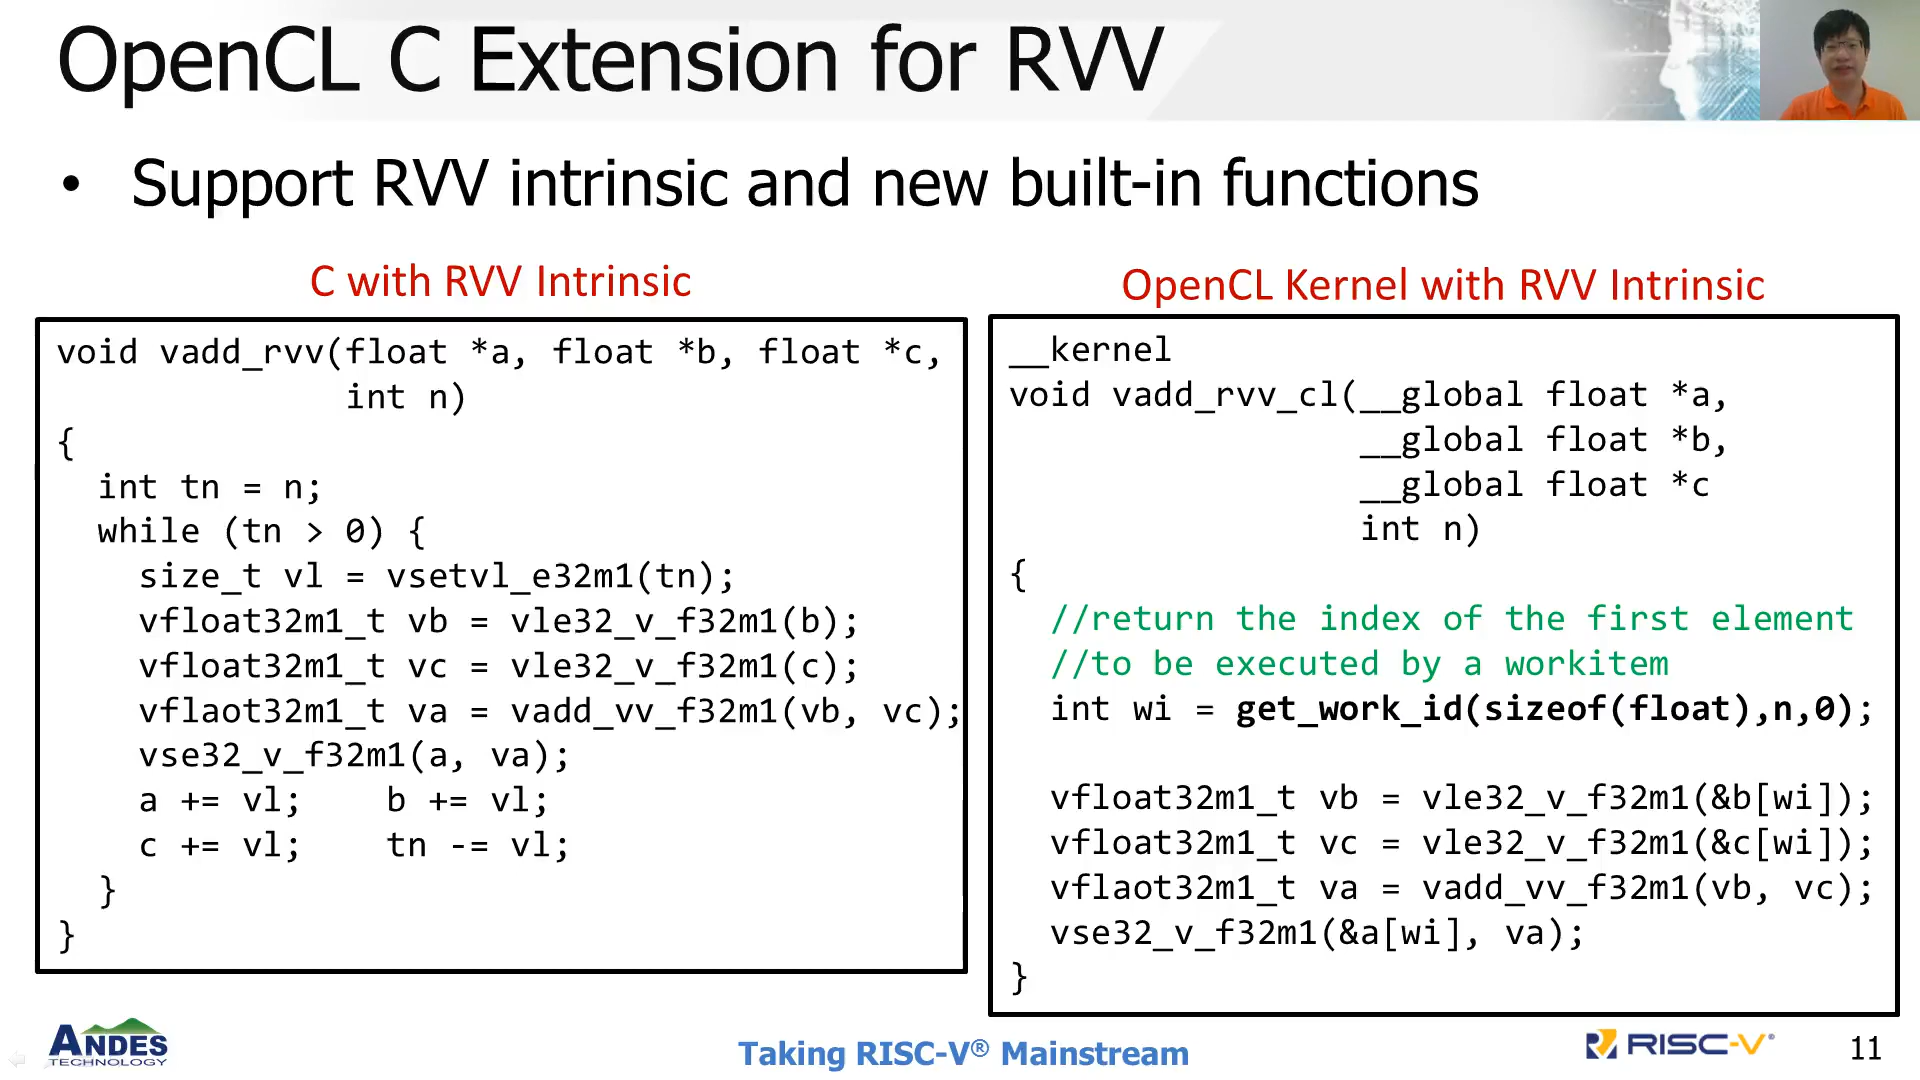 OpenCL C Extension for RVV
• Support RVV intrinsic and new built-in functions
C with RVV Intrinsic
void vadd_rvv(float *a, float *b, float *c,
              int n)
{
  int tn = n;
  while (tn > 0) {
    size_t vl = vsetvl_e32m1(tn);
    vfloat32m1_t vb = vle32_v_f32m1(b);
    vfloat32m1_t vc = vle32_v_f32m1(c);
    vflaot32m1_t va = vadd_vv_f32m1(vb, vc);
    vse32_v_f32m1(a, va);
    a += vl;    b += vl;
    c += vl;    tn -= vl;
  }
}
OpenCL Kernel with RVV Intrinsic
__kernel
void vadd_rvv_cl(__global float *a,
                 __global float *b,
                 __global float *c
                 int n)
{
  //return the index of the first element
  //to be executed by a workitem
  int wi = get_work_id(sizeof(float),n,0);
  vfloat32m1_t vb = vle32_v_f32m1(&b[wi]);
  vfloat32m1_t vc = vle32_v_f32m1(&c[wi]);
  vflaot32m1_t va = vadd_vv_f32m1(vb, vc);
  vse32_v_f32m1(&a[wi], va);
}
ANDES
TECHNOLOGY
Taking RISC-V® Mainstream
RISC-V®
11